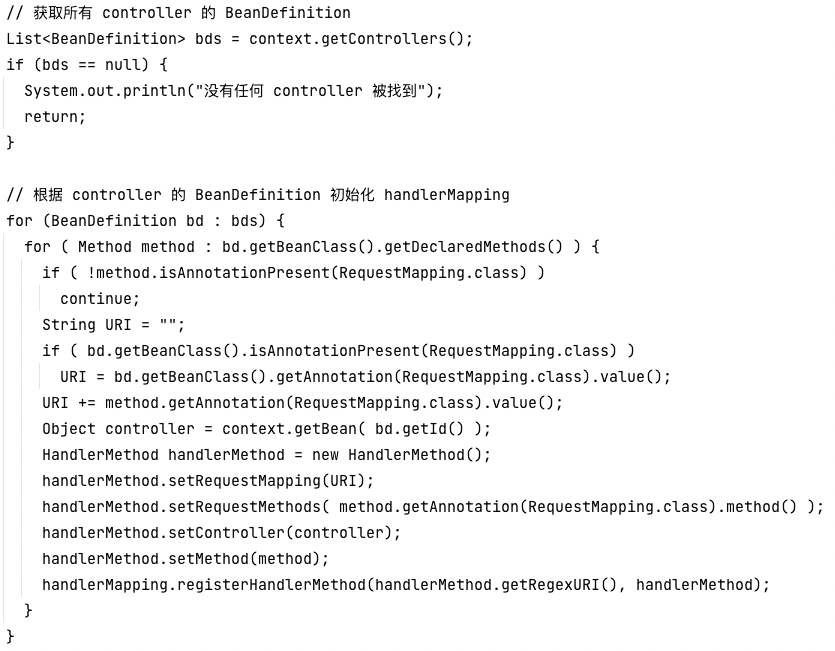 // 获取所有 controller 的 BeanDefinition
List<BeanDefinition> bds = context.getControllers();
if (bds == null) {
  System.out.println("没有任何 controller 被找到");
  return;
}

// 根据 controller 的 BeanDefinition 初始化 handlerMapping
for (BeanDefinition bd : bds) {
  for ( Method method : bd.getBeanClass().getDeclaredMethods() ) {
    if ( !method.isAnnotationPresent(RequestMapping.class) )
      continue;
    String URI = "";
    if ( bd.getBeanClass().isAnnotationPresent(RequestMapping.class) )
      URI = bd.getBeanClass().getAnnotation(RequestMapping.class).value();
    URI += method.getAnnotation(RequestMapping.class).value();
    Object controller = context.getBean( bd.getId() );
    HandlerMethod handlerMethod = new HandlerMethod();
    handlerMethod.setRequestMapping(URI);
    handlerMethod.setRequestMethods( method.getAnnotation(RequestMapping.class).method() );
    handlerMethod.setController(controller);
    handlerMethod.setMethod(method);
    handlerMapping.registerHandlerMethod(handlerMethod.getRegexURI(), handlerMethod);
  }
}